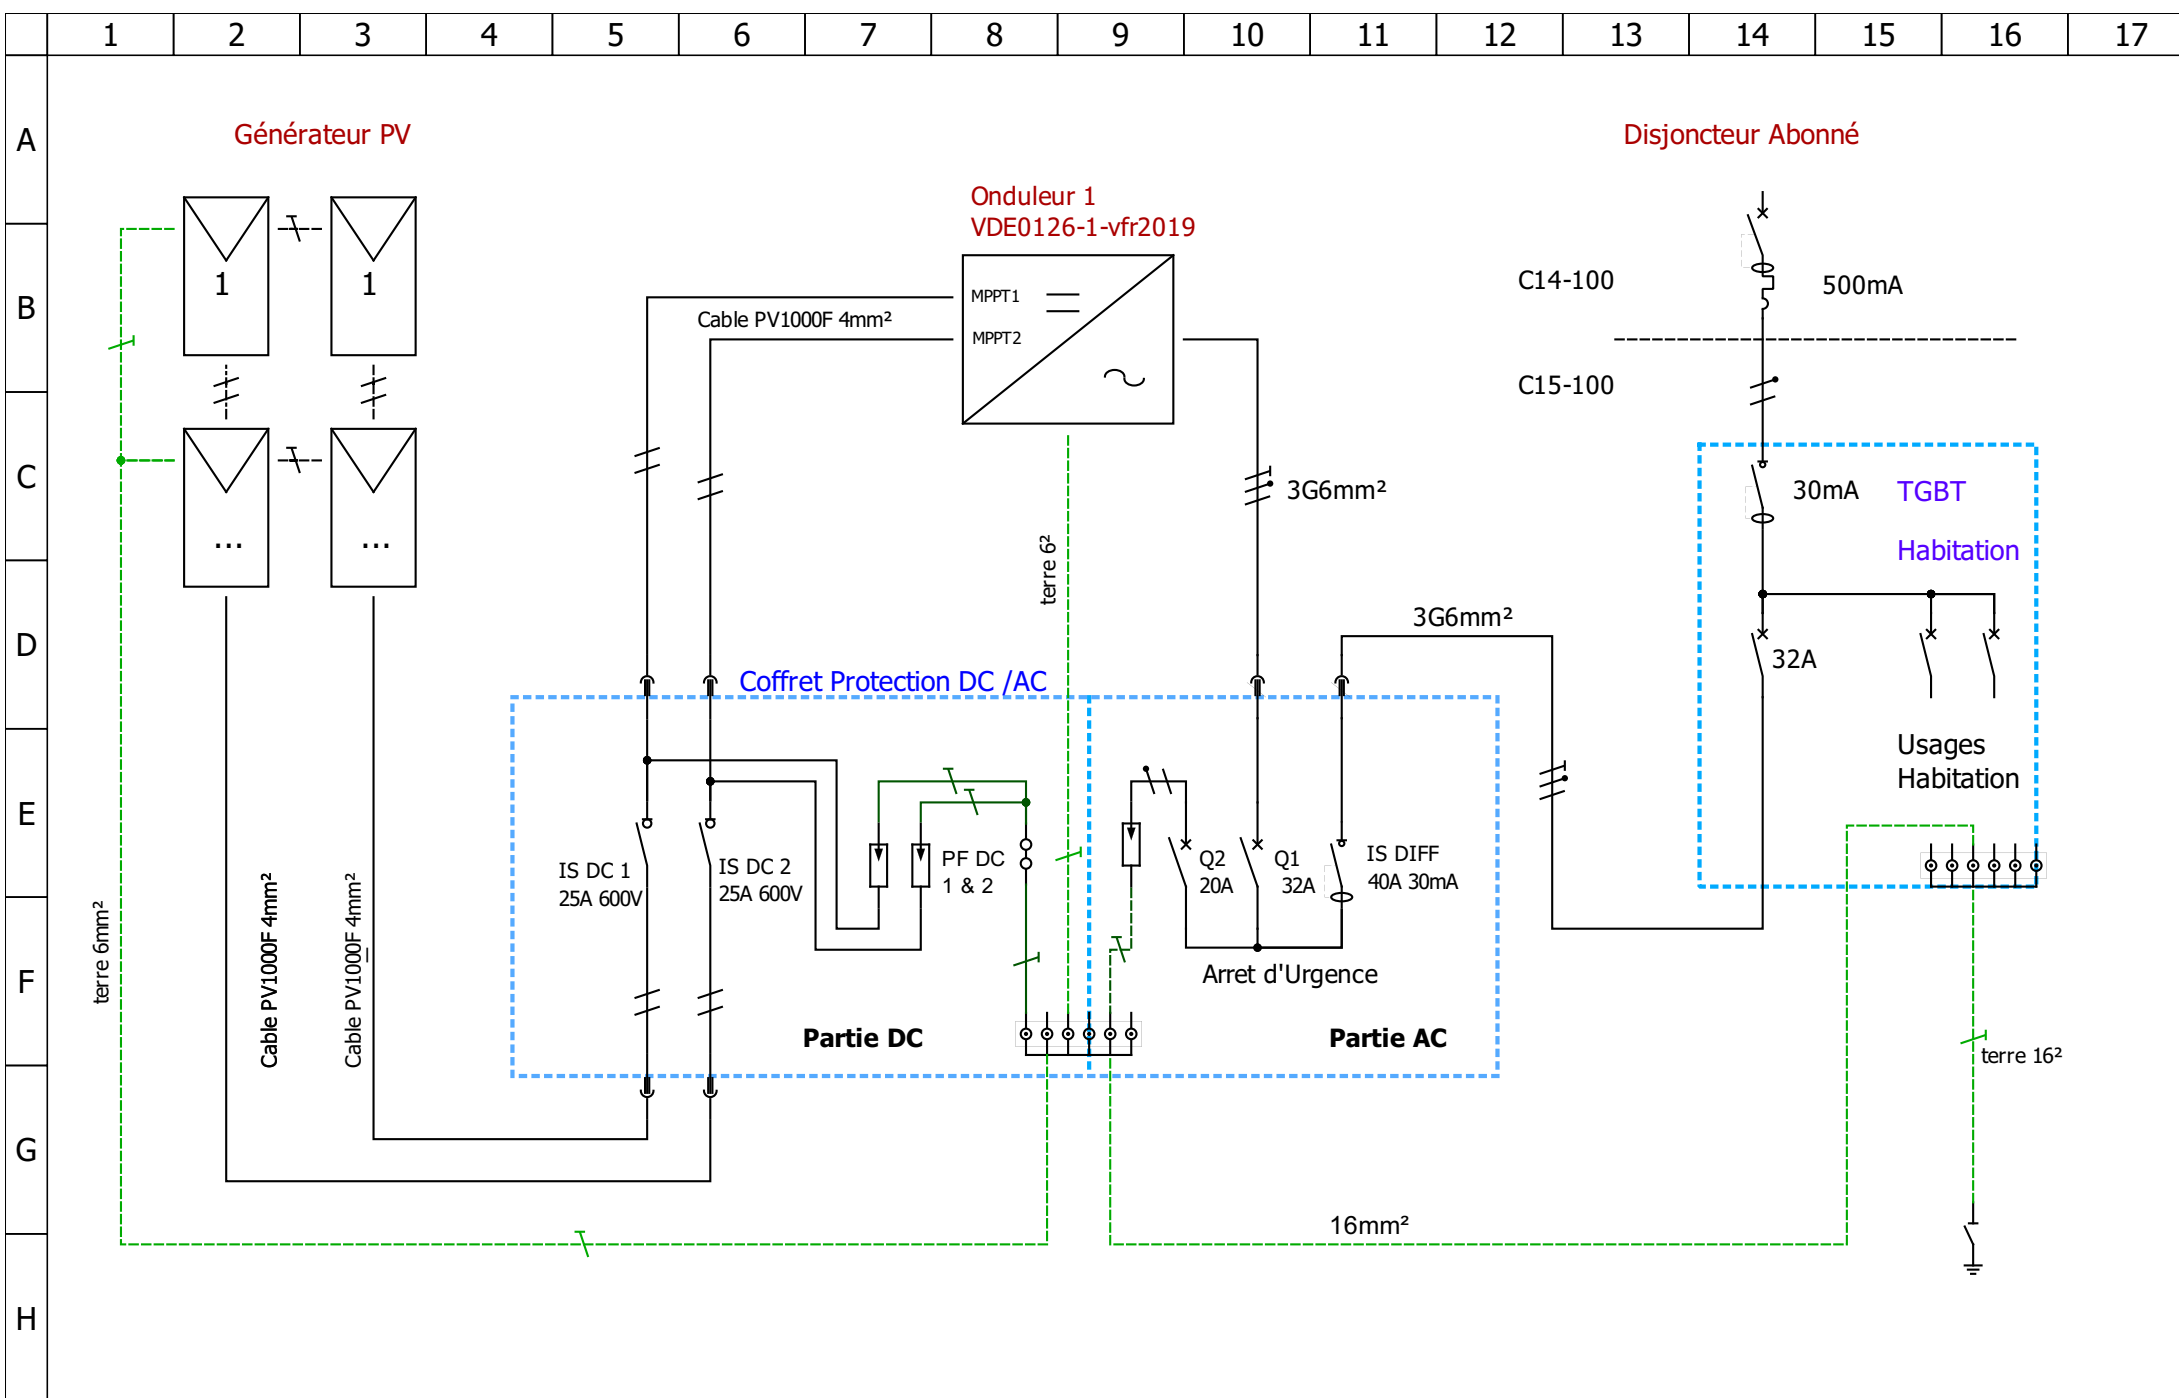 1 2 3 4 5 6 7 8 9 10 11 12 13 14 15 16 17
A
B
C
D
E
F
G
H
Générateur PV
Disjoncteur Abonné
Onduleur 1
VDE0126-1-vfr2019
1
1
MPPT1
MPPT2
Cable PV1000F 4mm²
C14-100
500mA
C15-100
...
...
3G6mm²
30mA
TGBT
Habitation
terre 6²
3G6mm²
32A
Coffret Protection DC /AC
Usages
Habitation
IS DC 1
25A 600V
IS DC 2
25A 600V
PF DC
1 & 2
Q2
20A
Q1
32A
IS DIFF
40A 30mA
terre 6mm²
Cable PV1000F 4mm²
Cable PV1000F 4mm²
Arret d'Urgence
Partie DC
Partie AC
terre 16²
16mm²